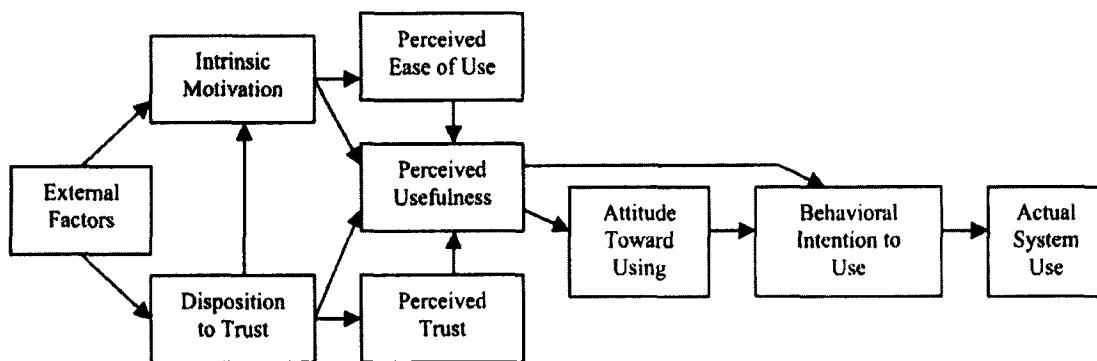 Intrinsic
Motivation
Perceived
Ease of Use
External
Factors
Perceived
Usefulness
Disposition
to Trust
Perceived
Trust
Attitude
Toward
Using
Behavioral
Intention to
Use
Actual
System
Use